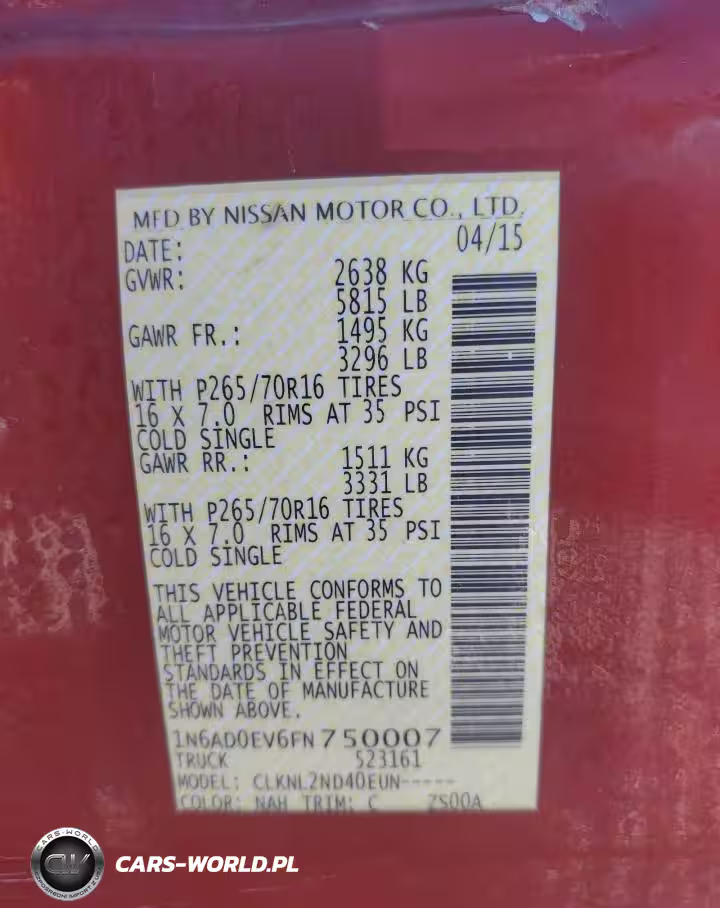 MFD BY NISSAN MOTOR CO., LTD.
DATE: 04/15
GVWR: 2638 KG
5815 LB
GAWR FR.: 1495 KG
3296 LB
WITH P265/70R16 TIRES
16 X 7.0 RIMS AT 35 PSI
COLD SINGLE
GAWR RR.: 1511 KG
3331 LB
WITH P265/70R16 TIRES
16 X 7.0 RIMS AT 35 PSI
COLD SINGLE
THIS VEHICLE CONFORMS TO
ALL APPLICABLE FEDERAL
MOTOR VEHICLE SAFETY AND
THEFT PREVENTION
STANDARDS IN EFFECT ON
THE DATE OF MANUFACTURE
SHOWN ABOVE.
1N6AD0EV6FN750007
TRUCK 523161
MODEL: CLKNL2ND40EUN-----
COLOR: NAH TRIM: C ZS00A
CARS-WORLD
CW
CARS-WORLD.PL